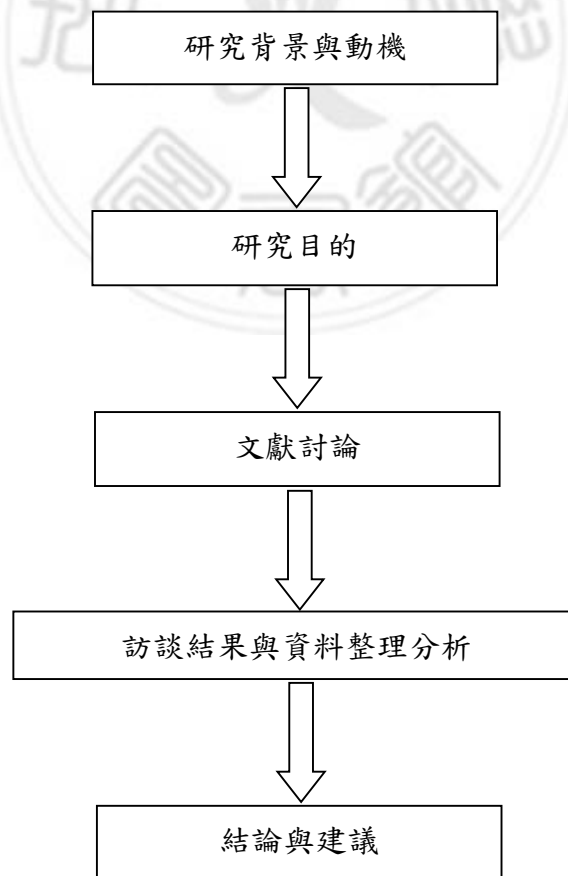 研究背景與動機
研究目的
文獻討論
訪談結果與資料整理分析
結論與建議